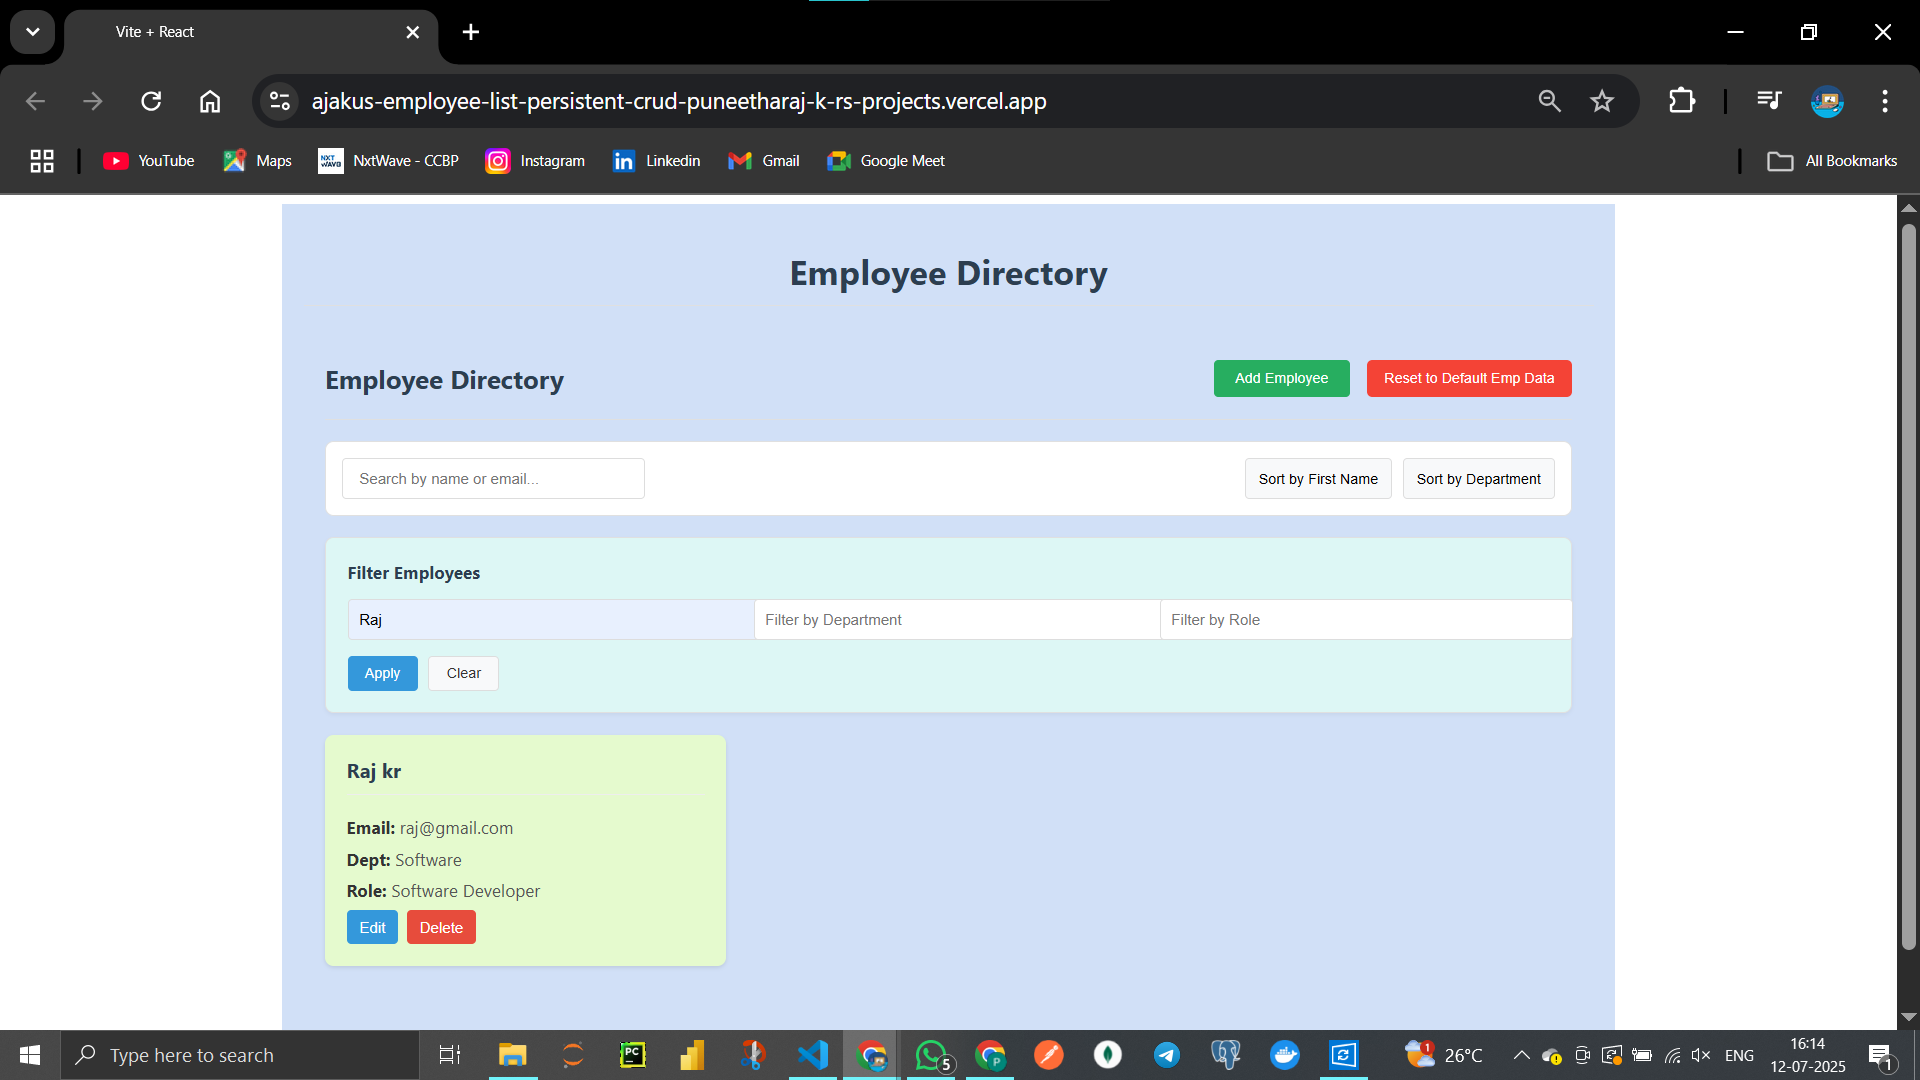 Vite + React
ajakus-employee-list-persistent-crud-puneetharaj-k-rs-projects.vercel.app
YouTube Maps NXT WAVE NxtWave - CCBP Instagram Linkedin Gmail Google Meet All Bookmarks
Employee Directory
Employee Directory Add Employee Reset to Default Emp Data
Search by name or email... Sort by First Name Sort by Department
Filter Employees
Raj Filter by Department Filter by Role
Apply Clear
Raj kr
Email: raj@gmail.com
Dept: Software
Role: Software Developer
Edit Delete
Type here to search PC 5 P 1 26°C ENG 16:14
12-07-2025 1